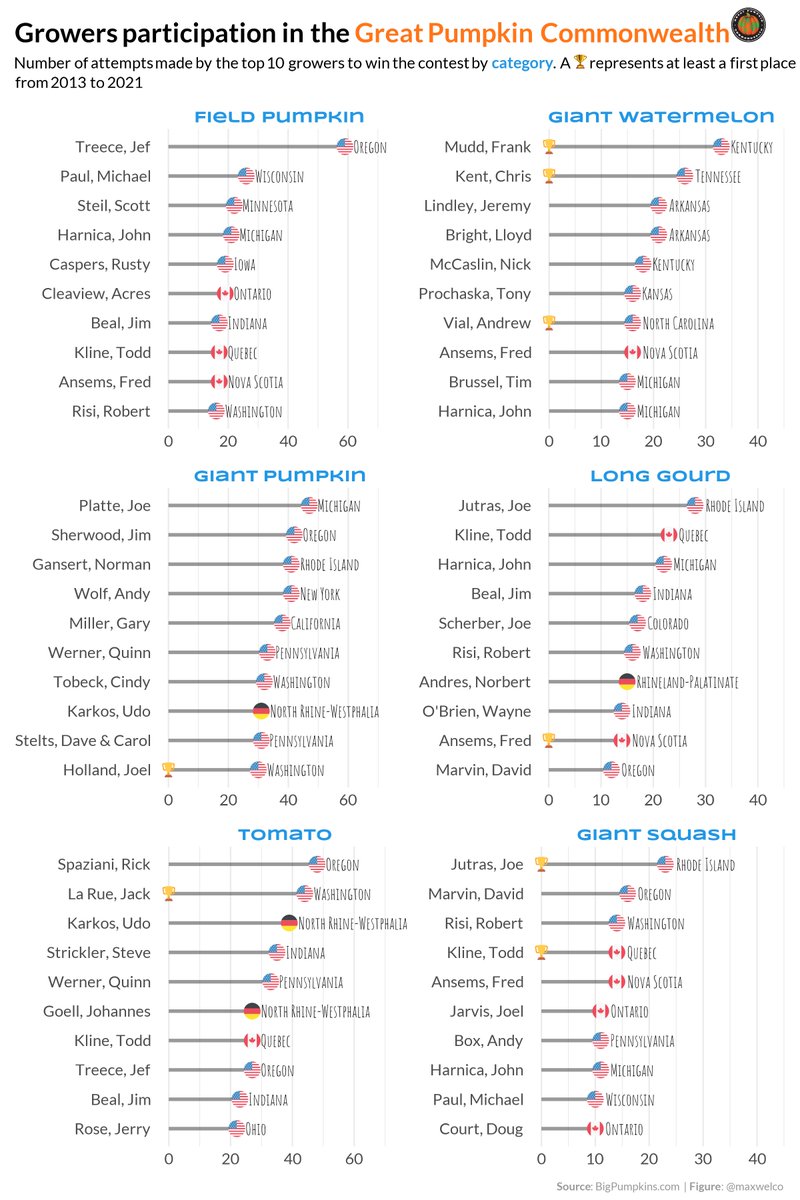 Growers participation in the Great Pumpkin Commonwealth
Number of attempts made by the top 10 growers to win the contest by category. A 🏆 represents at least a first place
from 2013 to 2021
Field Pumpkin
Treece, Jef Oregon
Paul, Michael Wisconsin
Steil, Scott Minnesota
Harnica, John Michigan
Caspers, Rusty Iowa
Cleaview, Acres Ontario
Beal, Jim Indiana
Kline, Todd Quebec
Ansems, Fred Nova Scotia
Risi, Robert Washington
0 20 40 60
Giant Watermelon
Mudd, Frank Kentucky
Kent, Chris Tennessee
Lindley, Jeremy Arkansas
Bright, Lloyd Arkansas
McCaslin, Nick Kentucky
Prochaska, Tony Kansas
Vial, Andrew North Carolina
Ansems, Fred Nova Scotia
Brussel, Tim Michigan
Harnica, John Michigan
0 10 20 30 40
Giant Pumpkin
Platte, Joe Michigan
Sherwood, Jim Oregon
Gansert, Norman Rhode Island
Wolf, Andy New York
Miller, Gary California
Werner, Quinn Pennsylvania
Tobeck, Cindy Washington
Karkos, Udo North Rhine-Westphalia
Stelts, Dave & Carol Pennsylvania
Holland, Joel Washington
0 20 40 60
Long Gourd
Jutras, Joe Rhode Island
Kline, Todd Quebec
Harnica, John Michigan
Beal, Jim Indiana
Scherber, Joe Colorado
Risi, Robert Washington
Andres, Norbert Rhineland-Palatinate
O'Brien, Wayne Indiana
Ansems, Fred Nova Scotia
Marvin, David Oregon
0 10 20 30 40
Tomato
Spaziani, Rick Oregon
La Rue, Jack Washington
Karkos, Udo North Rhine-Westphalia
Strickler, Steve Indiana
Werner, Quinn Pennsylvania
Goell, Johannes North Rhine-Westphalia
Kline, Todd Quebec
Treece, Jef Oregon
Beal, Jim Indiana
Rose, Jerry Ohio
0 20 40 60
Giant Squash
Jutras, Joe Rhode Island
Marvin, David Oregon
Risi, Robert Washington
Kline, Todd Quebec
Ansems, Fred Nova Scotia
Jarvis, Joel Ontario
Box, Andy Pennsylvania
Harnica, John Michigan
Paul, Michael Wisconsin
Court, Doug Ontario
0 10 20 30 40
Source: BigPumpkins.com | Figure: @maxwelco